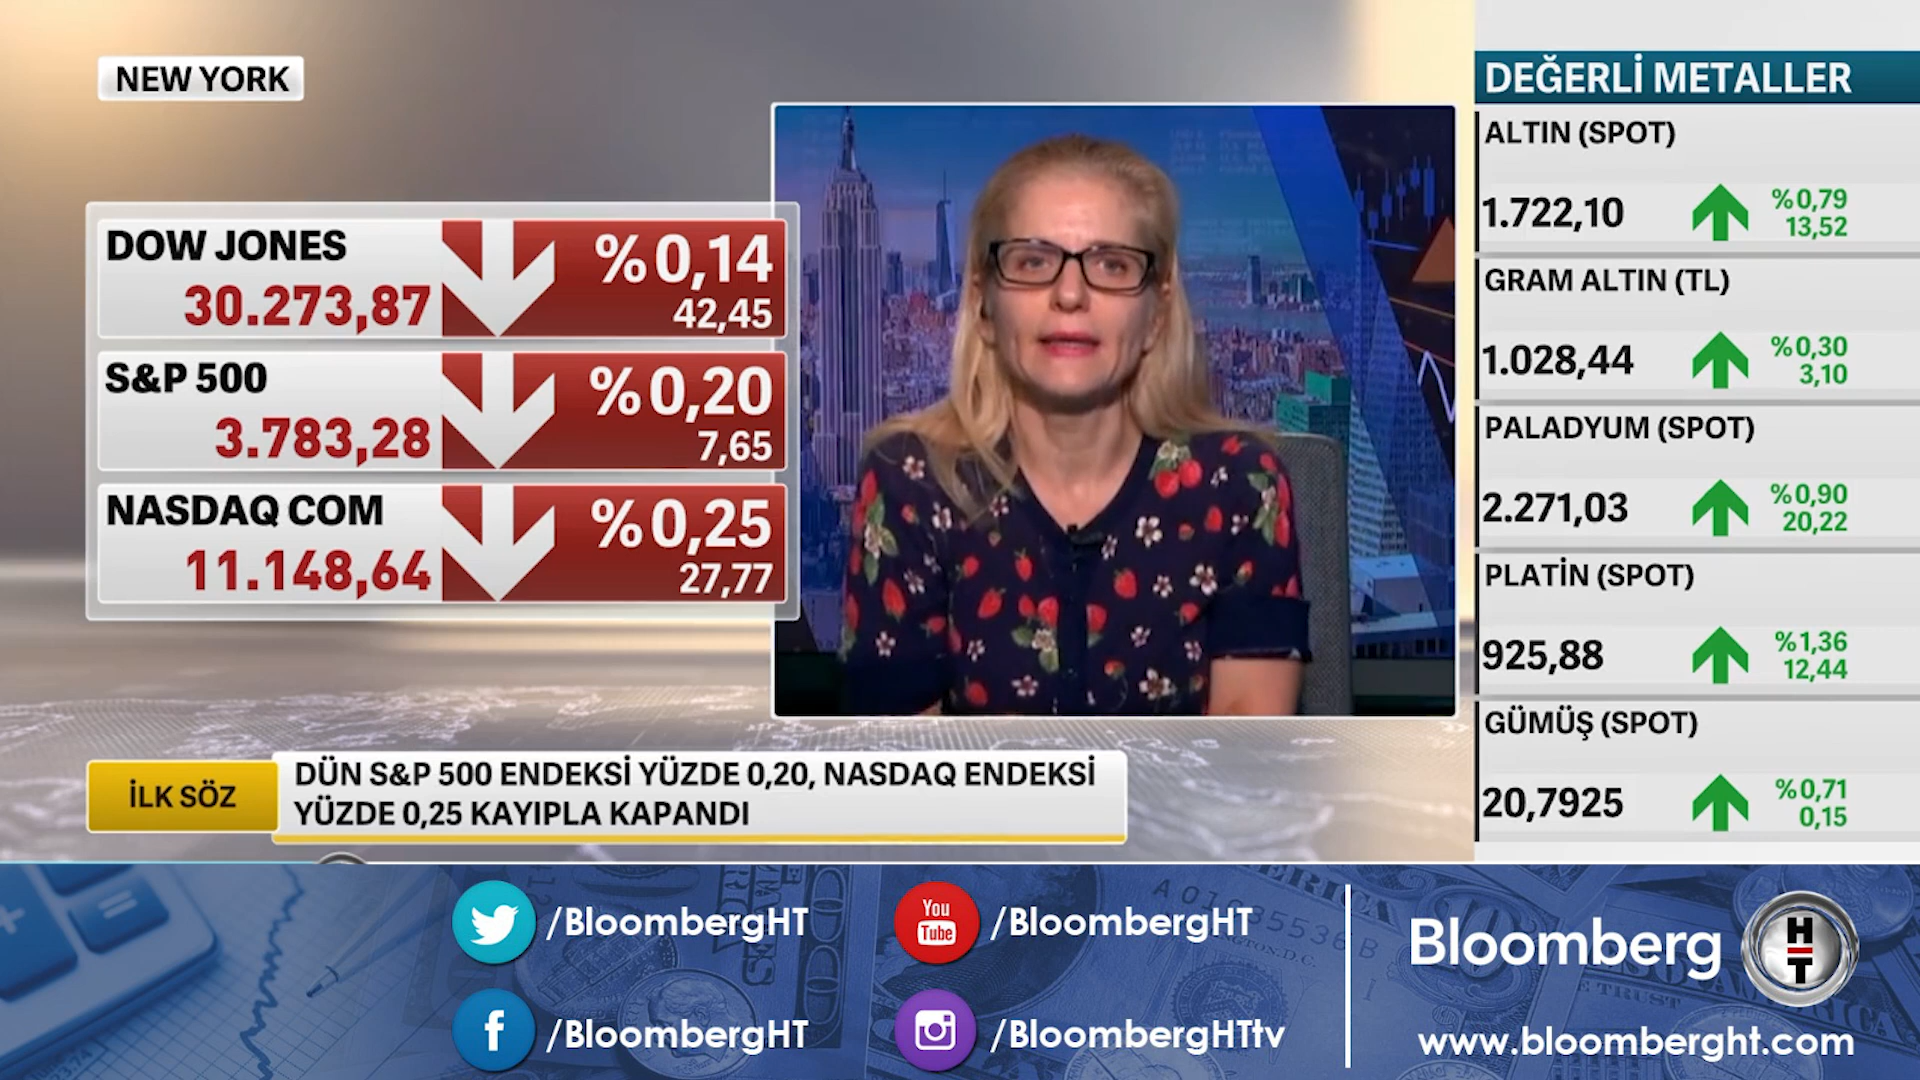 NEW YORK
DOW JONES
30.273,87
%0,14
42,45
S&P 500
3.783,28
%0,20
7,65
NASDAQ COM
11.148,64
%0,25
27,77
İLK SÖZ
DÜN S&P 500 ENDEKSİ YÜZDE 0,20, NASDAQ ENDEKSİ
YÜZDE 0,25 KAYIPLA KAPANDI
DEĞERLİ METALLER
ALTIN (SPOT)
1.722,10
%0,79
13,52
GRAM ALTIN (TL)
1.028,44
%0,30
3,10
PALADYUM (SPOT)
2.271,03
%0,90
20,22
PLATİN (SPOT)
925,88
%1,36
12,44
GÜMÜŞ (SPOT)
20,7925
%0,71
0,15
/BloombergHT
You
Tube
/BloombergHT
f
/BloombergHT
/BloombergHTtv
Bloomberg
HT
www.bloomberght.com